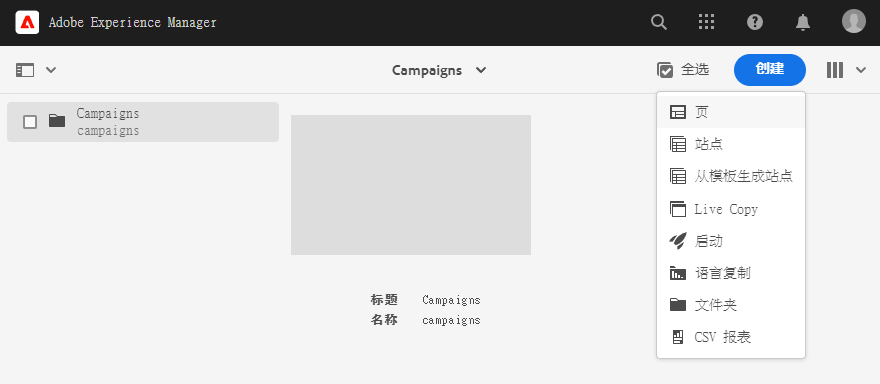 Adobe Experience Manager
Campaigns
全选
创建
Campaigns
campaigns
页
站点
从模板生成站点
Live Copy
启动
语言复制
文件夹
CSV 报表
标题 Campaigns
名称 campaigns